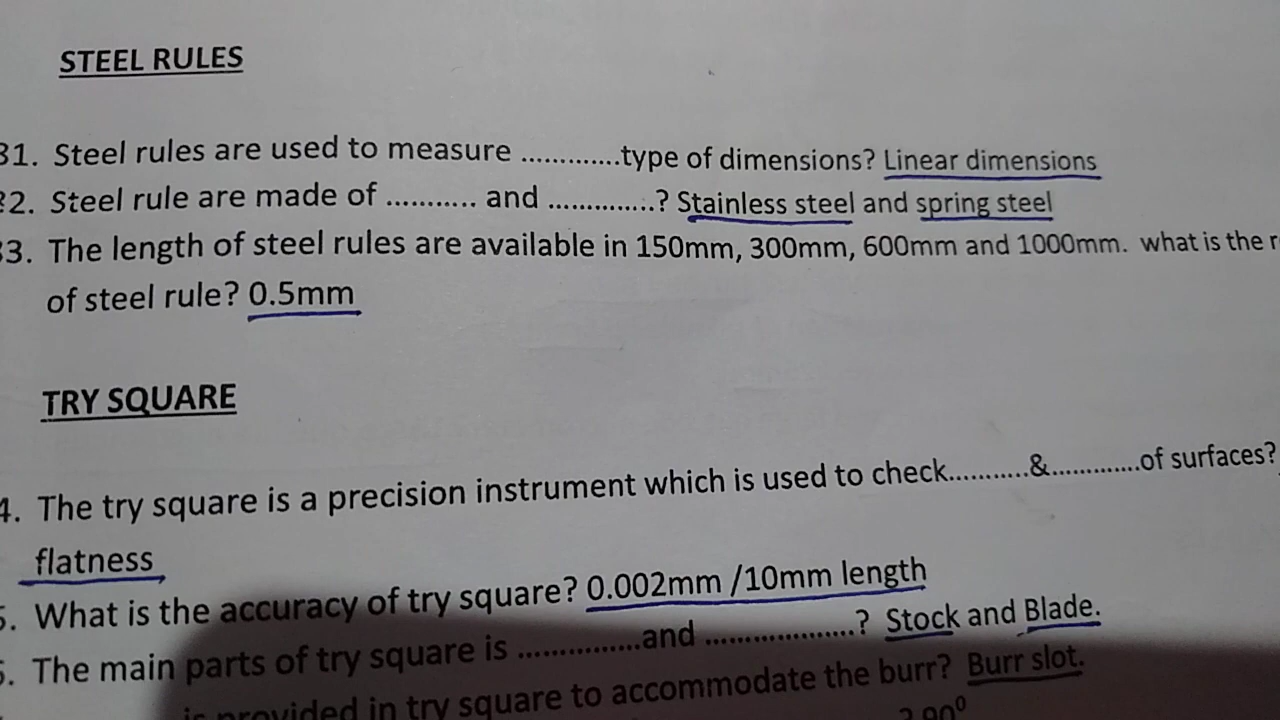 STEEL RULES
31. Steel rules are used to measure .............type of dimensions? Linear dimensions
32. Steel rule are made of ........... and ..............? Stainless steel and spring steel
33. The length of steel rules are available in 150mm, 300mm, 600mm and 1000mm. what is the
of steel rule? 0.5mm
TRY SQUARE
4. The try square is a precision instrument which is used to check...........&.............of surfaces?
flatness
5. What is the accuracy of try square? 0.002mm /10mm length
. The main parts of try square is ................and ...................? Stock and Blade.
is provided in try square to accommodate the burr? Burr slot.
90⁰